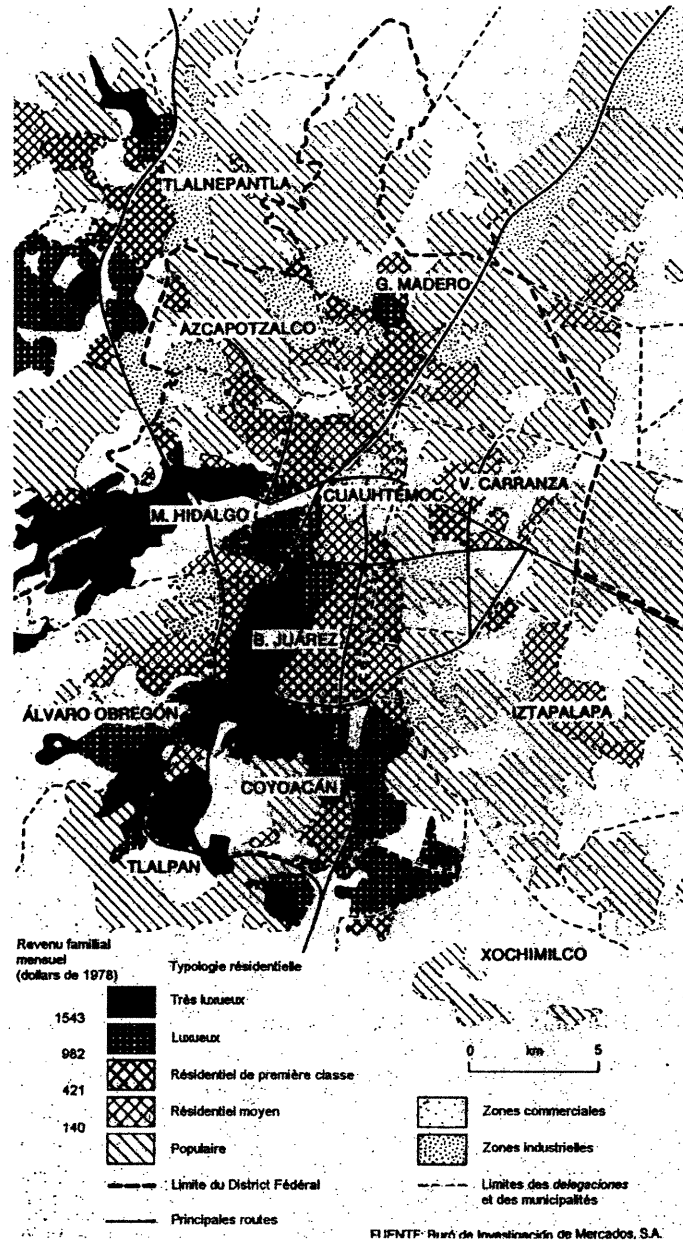 TLALNEPANTLA
G. MADERO
AZCAPOTZALCO
CUAUHTEMOC
V. CARRANZA
M. HIDALGO
B. JUÁREZ
ÁLVARO OBREGÓN
IZTAPALAPA
COYOACÁN
TLALPAN
XOCHIMILCO
Revenu familial
mensuel
(dollars de 1978)
Typologie résidentielle
Très luxueux
1543
Luxueux
982
Résidentiel de première classe
421
Résidentiel moyen
140
Populaire
Limite du District Fédéral
Principales routes
0 km 5
Zones commerciales
Zones industrielles
Limites des delegaciones
et des municipalités
FUENTE: Buró de Investigación de Mercados, S.A.